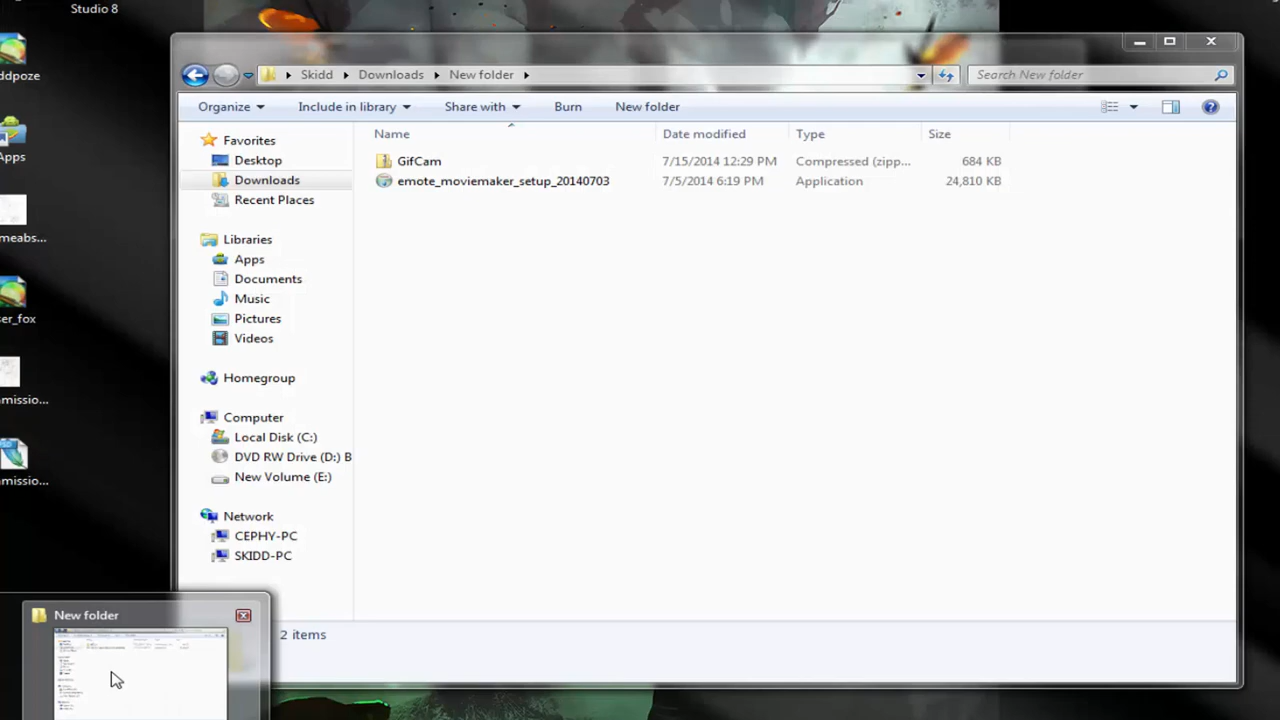 Studio 8
ddpoze
Apps
meabs...
er_fox
missio...
missio...
Skidd
Downloads
New folder
Search New folder
Organize
Include in library
Share with
Burn
New folder
Name
Date modified
Type
Size
GifCam
7/15/2014 12:29 PM
Compressed (zipp...
684 KB
emote_moviemaker_setup_20140703
7/5/2014 6:19 PM
Application
24,810 KB
Favorites
Desktop
Downloads
Recent Places
Libraries
Apps
Documents
Music
Pictures
Videos
Homegroup
Computer
Local Disk (C:)
DVD RW Drive (D:) B
New Volume (E:)
Network
CEPHY-PC
SKIDD-PC
2 items
New folder